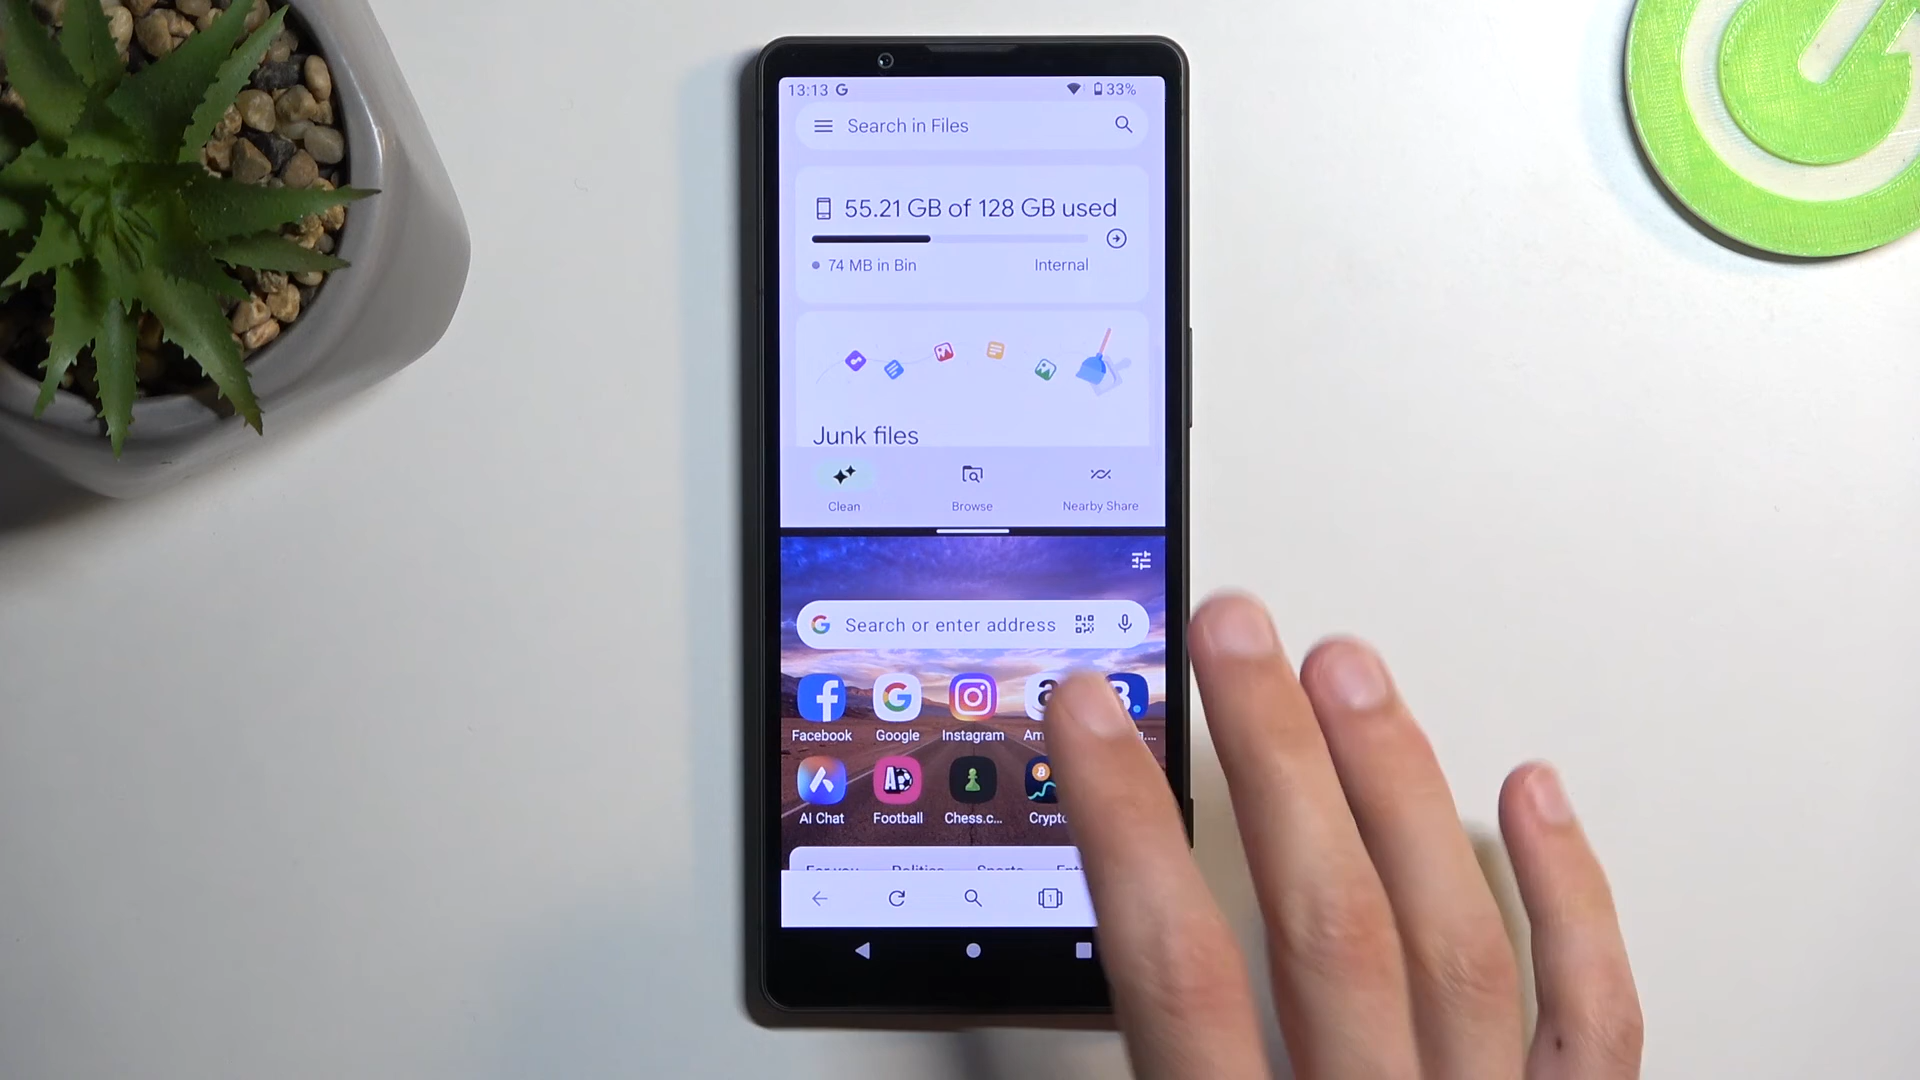 13:13 G 33%
Search in Files
55.21 GB of 128 GB used
74 MB in Bin Internal
Junk files
Clean Browse Nearby Share
Search or enter address
Facebook Google Instagram
AI Chat Football Chess.c...
1